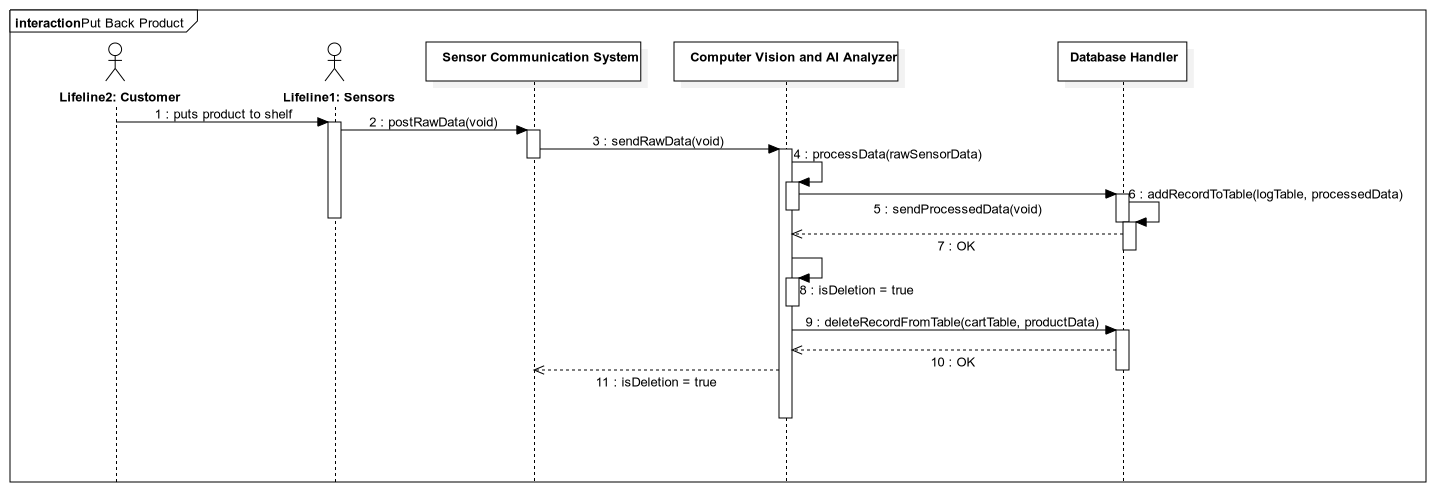 interactionPut Back Product
Sensor Communication System
Computer Vision and AI Analyzer
Database Handler
Lifeline2: Customer
Lifeline1: Sensors
1 : puts product to shelf
2 : postRawData(void)
3 : sendRawData(void)
4 : processData(rawSensorData)
6 : addRecordToTable(logTable, processedData)
5 : sendProcessedData(void)
7 : OK
8 : isDeletion = true
9 : deleteRecordFromTable(cartTable, productData)
10 : OK
11 : isDeletion = true